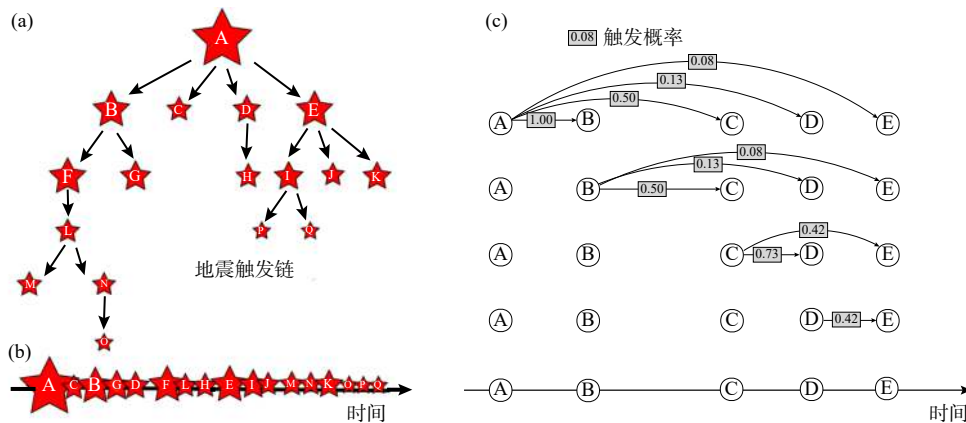 (a)
A
B
C
D
E
F
G
H
I
J
K
L
P
Q
M
N
O
地震触发链
(b)
A C B G D F L H E I J M N K O P Q
时间
(c)
0.08 触发概率
0.08
0.13
0.50
A 1.00 B C D E
0.08
0.13
A B 0.50 C D E
0.42
A B C 0.73 D E
A B C D 0.42 E
A B C D E
时间